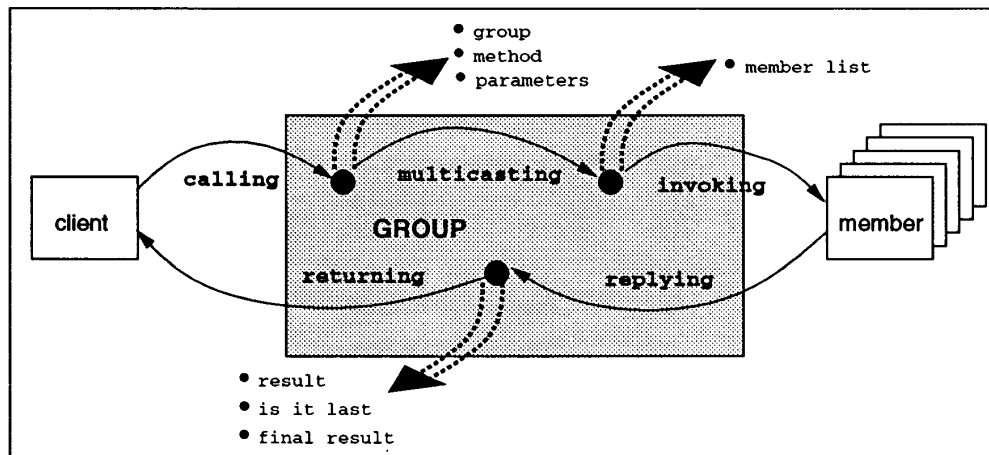 • group
• method
• parameters
• member list
calling
multicasting
invoking
client
GROUP
member
returning
replying
• result
• is it last
• final result